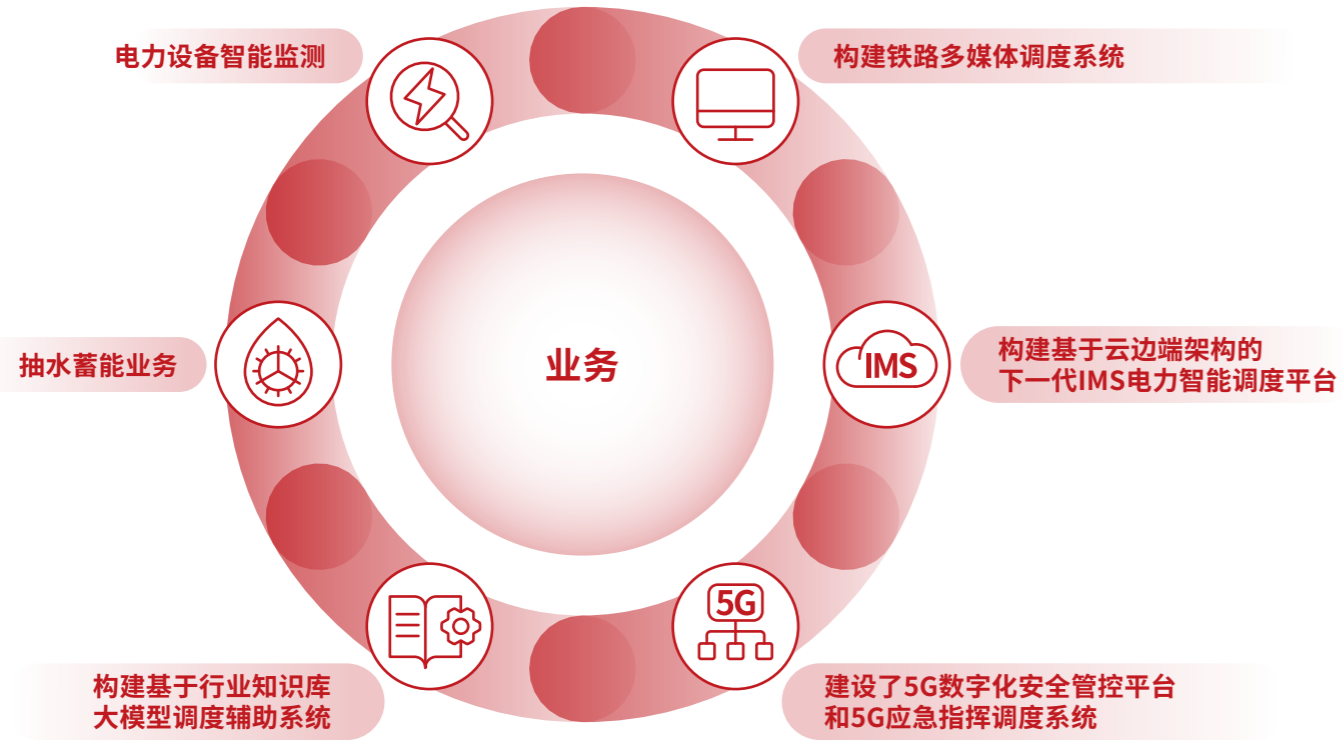 电力设备智能监测
构建铁路多媒体调度系统
抽水蓄能业务
业务
IMS
构建基于云边端架构的
下一代IMS电力智能调度平台
5G
构建基于行业知识库
大模型调度辅助系统
建设了5G数字化安全管控平台
和5G应急指挥调度系统